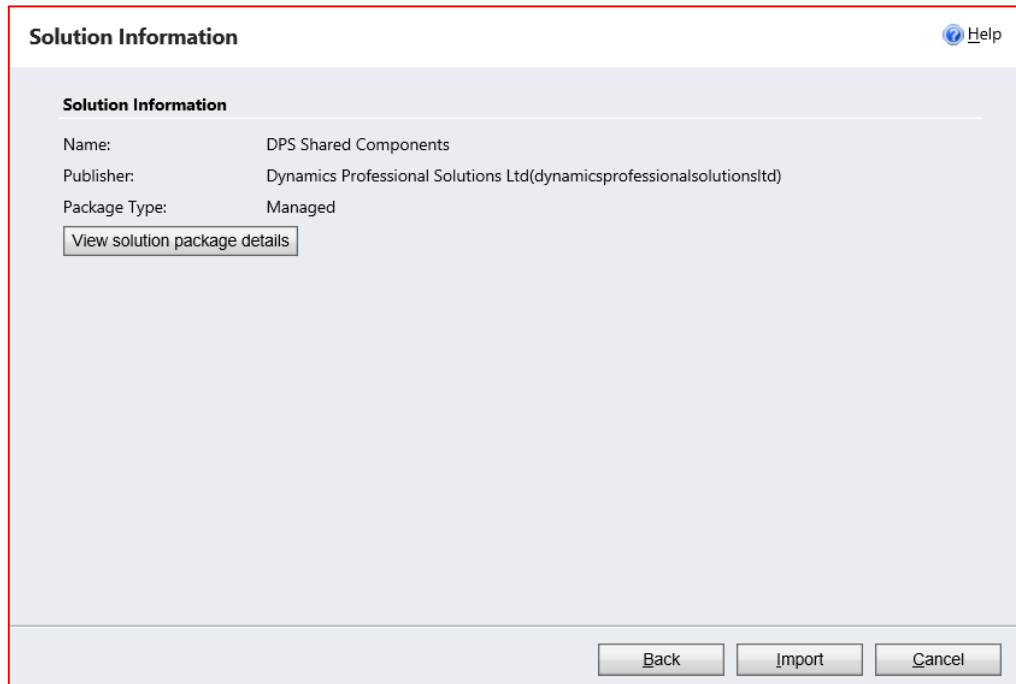 Solution Information
Help
Solution Information
Name: DPS Shared Components
Publisher: Dynamics Professional Solutions Ltd(dynamicsprofessionalsolutionsltd)
Package Type: Managed
View solution package details
Back Import Cancel